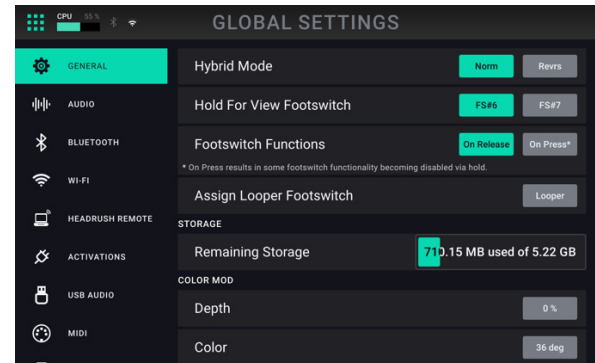 CPU 55 % GLOBAL SETTINGS
GENERAL
Hybrid Mode Norm Revrs
AUDIO
Hold For View Footswitch FS#6 FS#7
BLUETOOTH
Footswitch Functions On Release On Press*
* On Press results in some footswitch functionality becoming disabled via hold.
WI-FI
Assign Looper Footswitch Looper
HEADRUSH REMOTE
STORAGE
ACTIVATIONS
Remaining Storage 710.15 MB used of 5.22 GB
COLOR MOD
USB AUDIO
Depth 0 %
MIDI
Color 36 deg